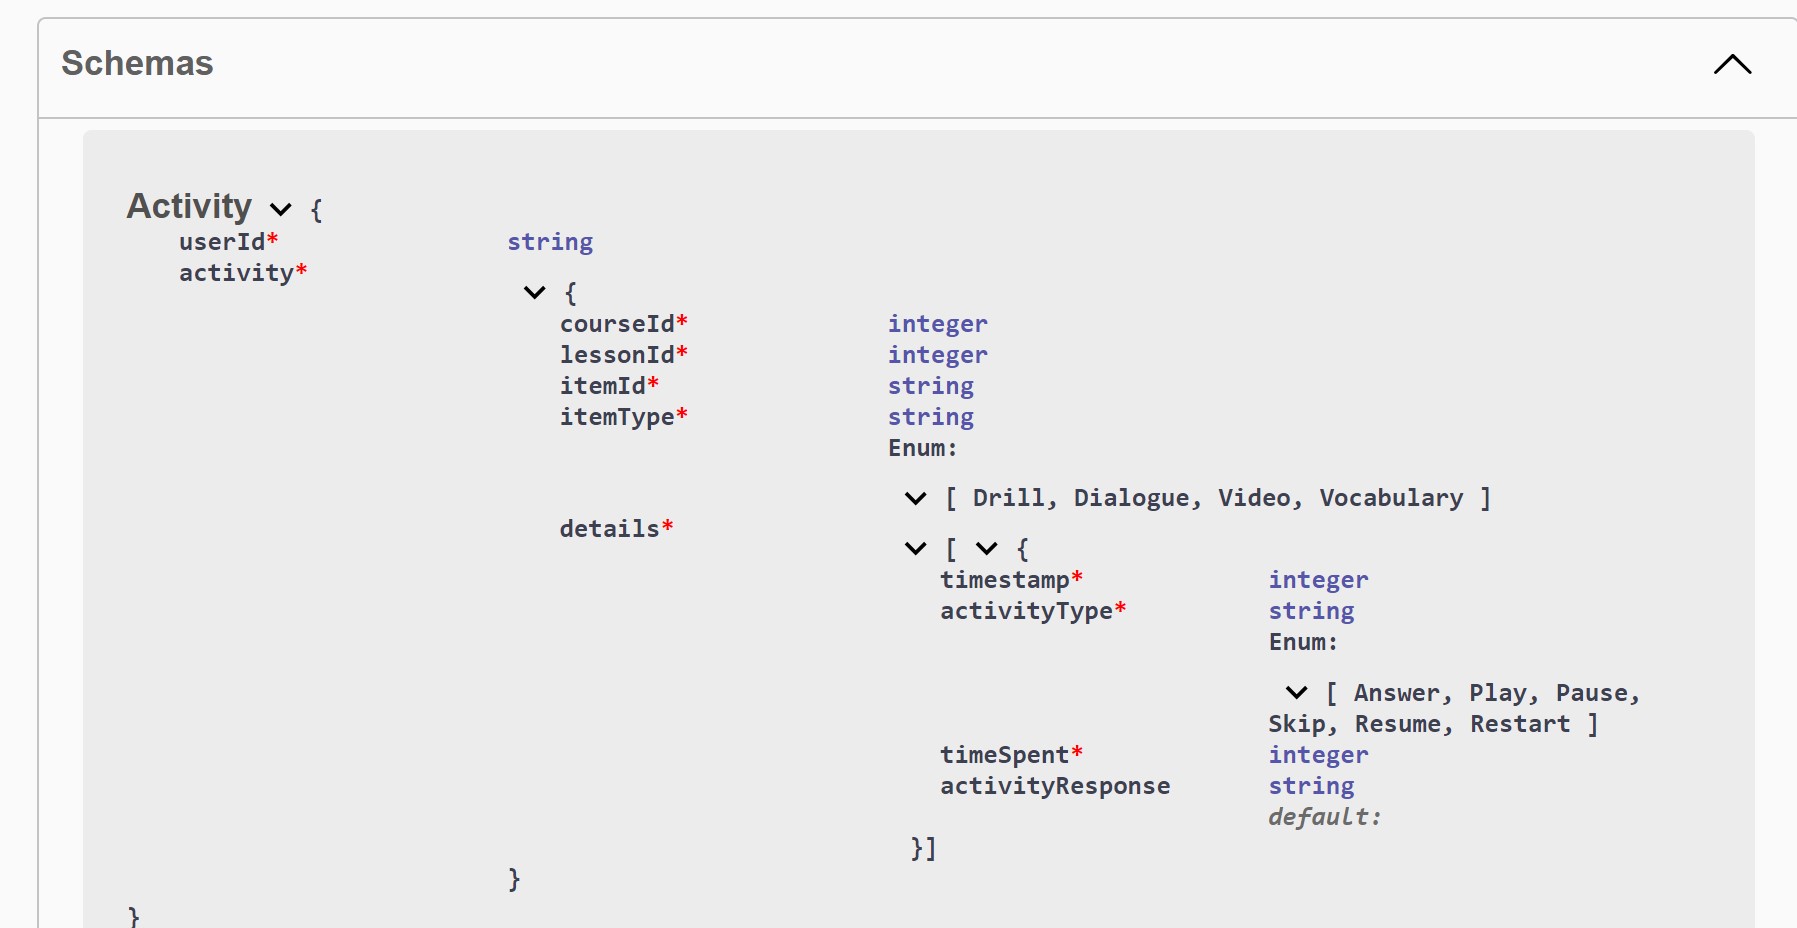 Schemas
Activity {
userId* string
activity*
{
courseId* integer
lessonId* integer
itemId* string
itemType* string
Enum:
[ Drill, Dialogue, Video, Vocabulary ]
details*
[ {
timestamp* integer
activityType* string
Enum:
[ Answer, Play, Pause,
Skip, Resume, Restart ]
timeSpent* integer
activityResponse string
default:
}]
}
}